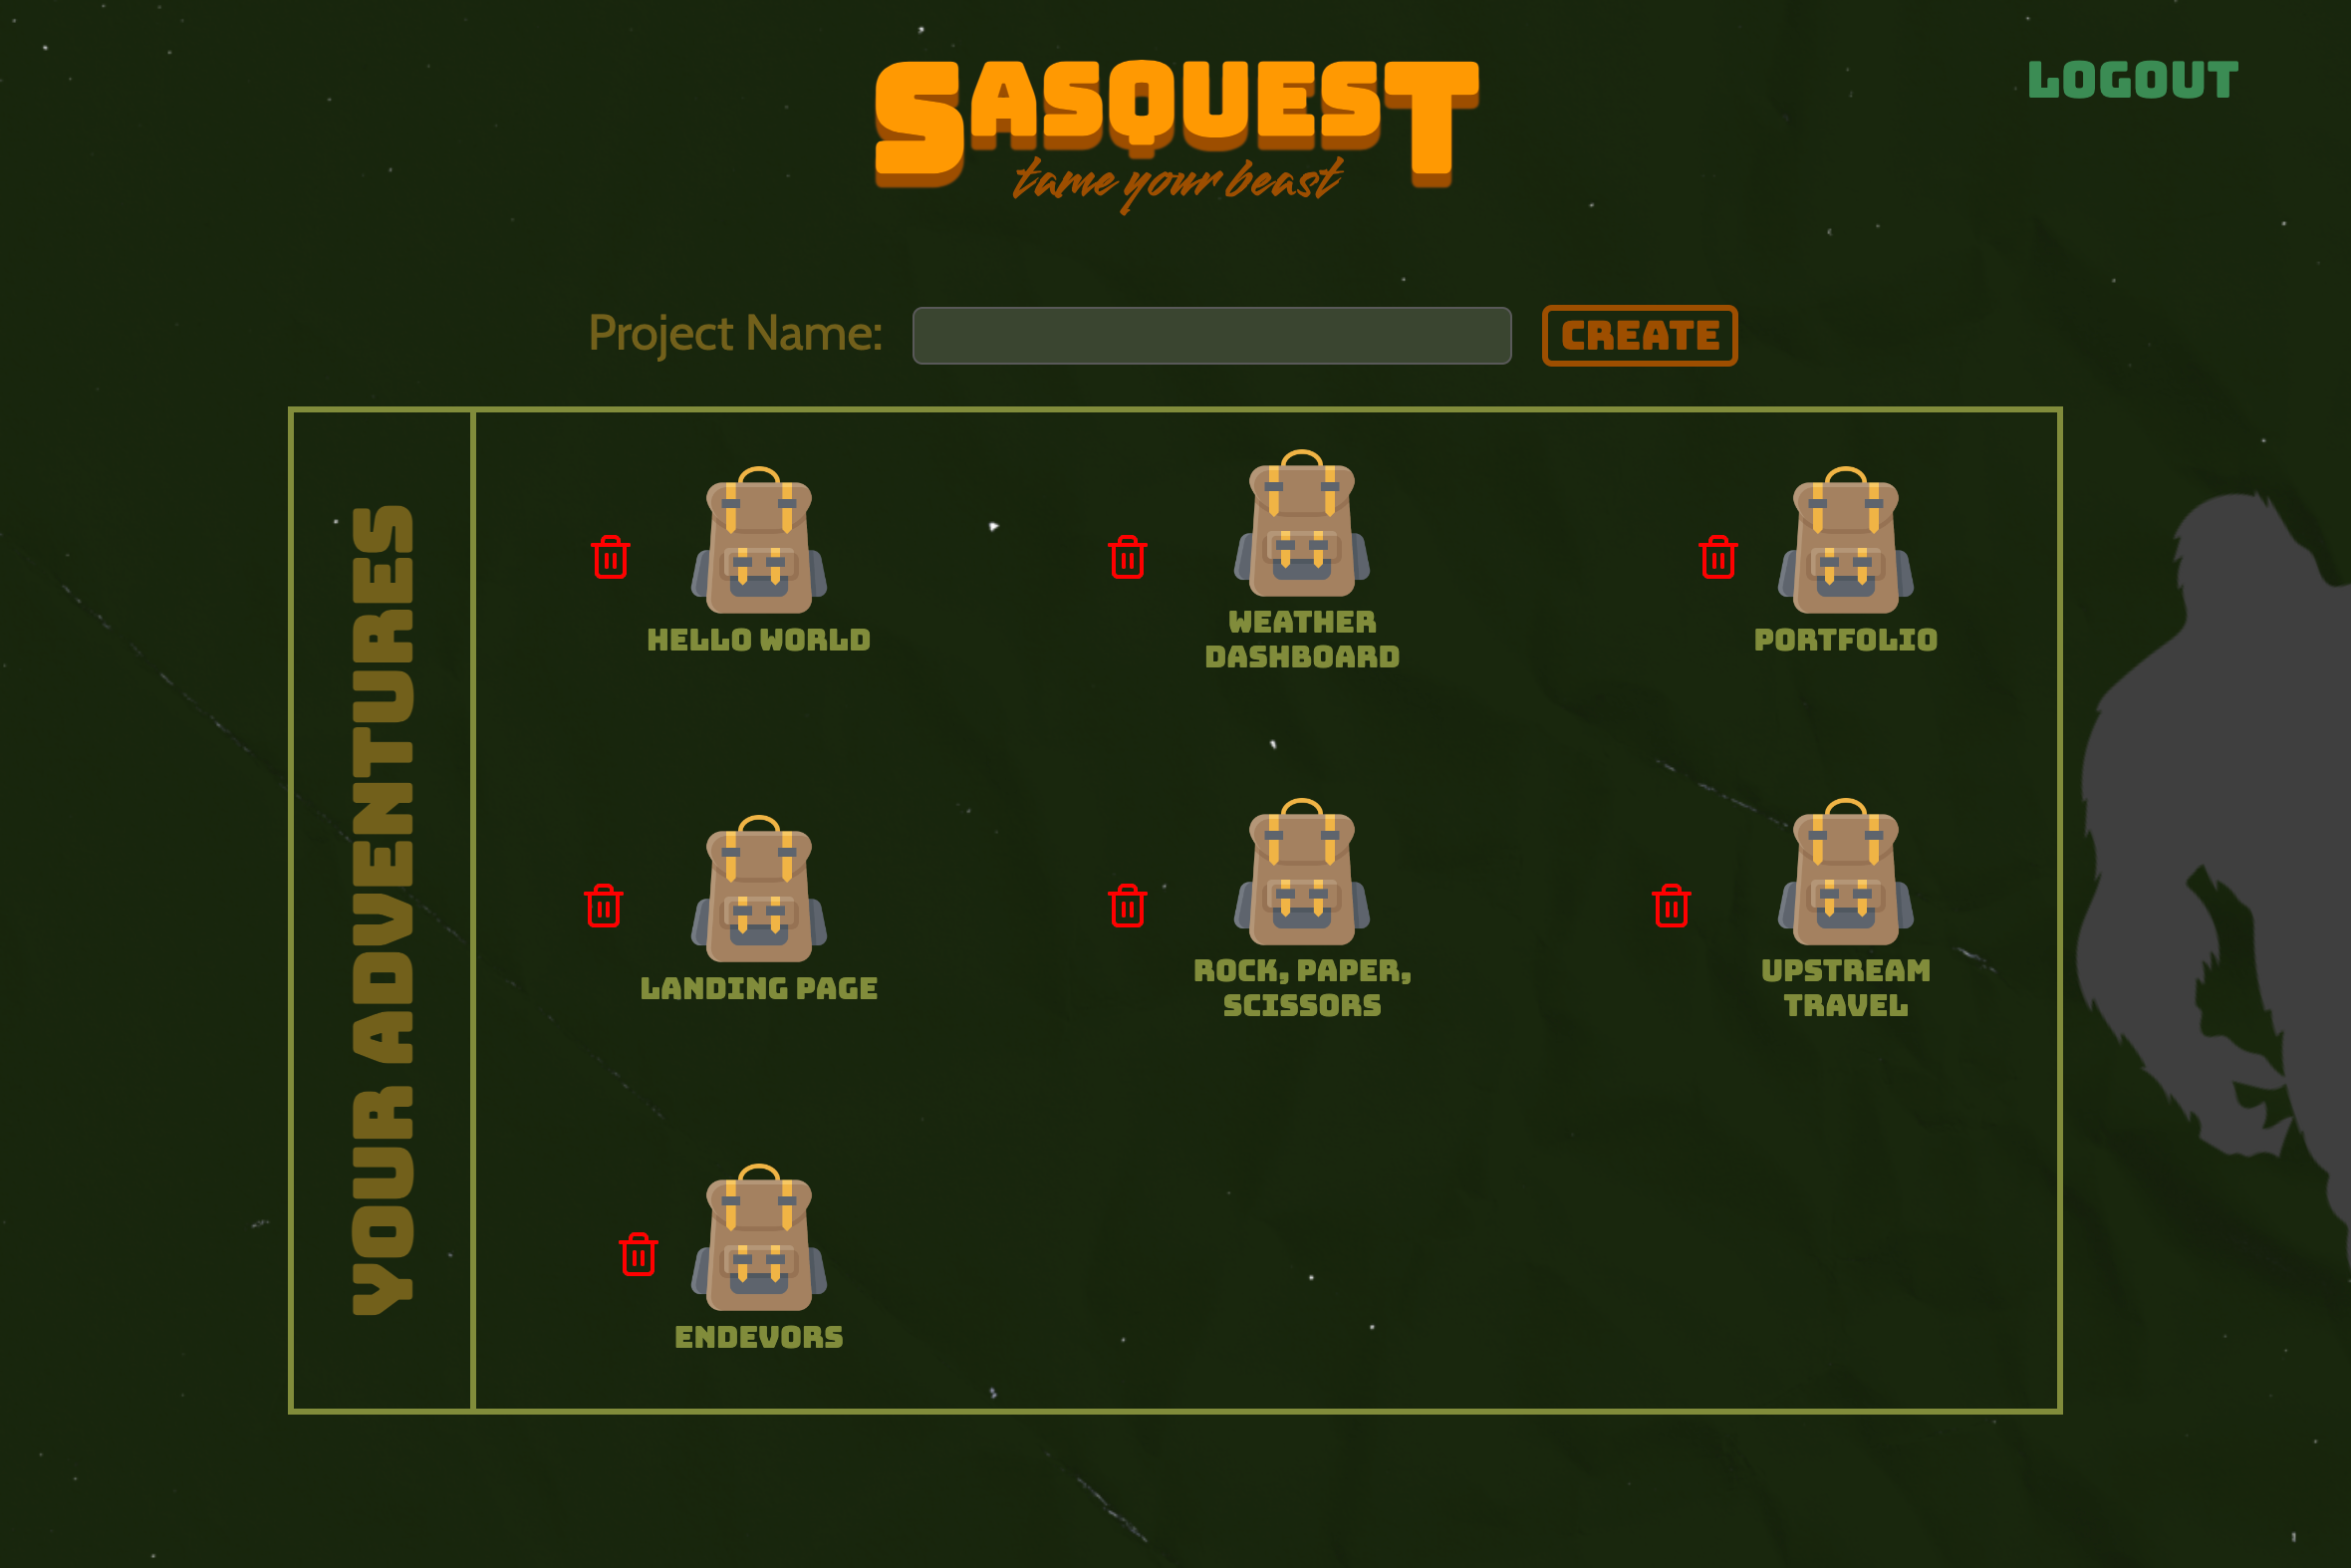 SASQUEST
tame your beast
LOGOUT
Project Name:
CREATE
YOUR ADVENTURES
HELLO WORLD
WEATHER
DASHBOARD
PORTFOLIO
LANDING PAGE
ROCK, PAPER,
SCISSORS
UPSTREAM
TRAVEL
ENDEVORS